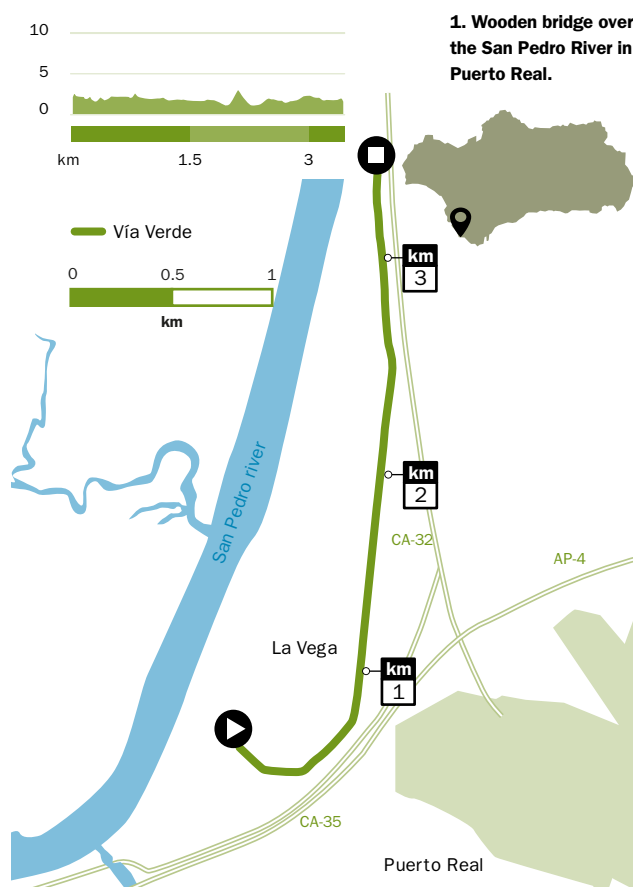 10
5
0
km 1.5 3
1. Wooden bridge over
the San Pedro River in
Puerto Real.
Vía Verde
0 0.5 1
km
km
3
km
2
San Pedro river
CA-32
AP-4
La Vega
km
1
CA-35
Puerto Real